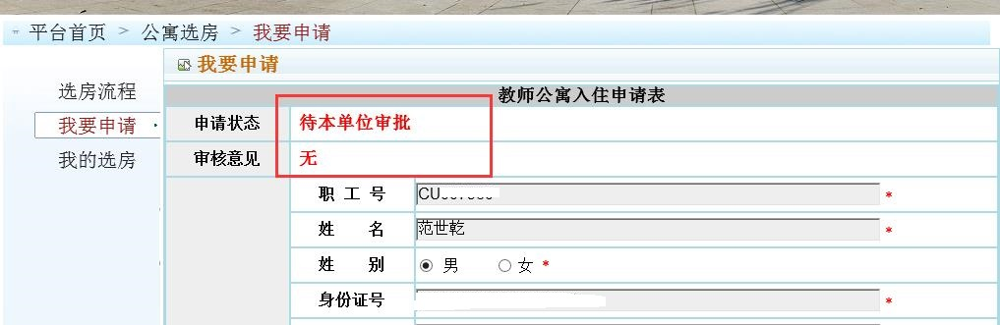 平台首页 > 公寓选房 > 我要申请
选房流程
我要申请
我的选房
我要申请
教师公寓入住申请表
申请状态 待本单位审批
审核意见 无
职 工 号 CU *
姓 名 范世乾 *
姓 别 男 女 *
身份证号 *